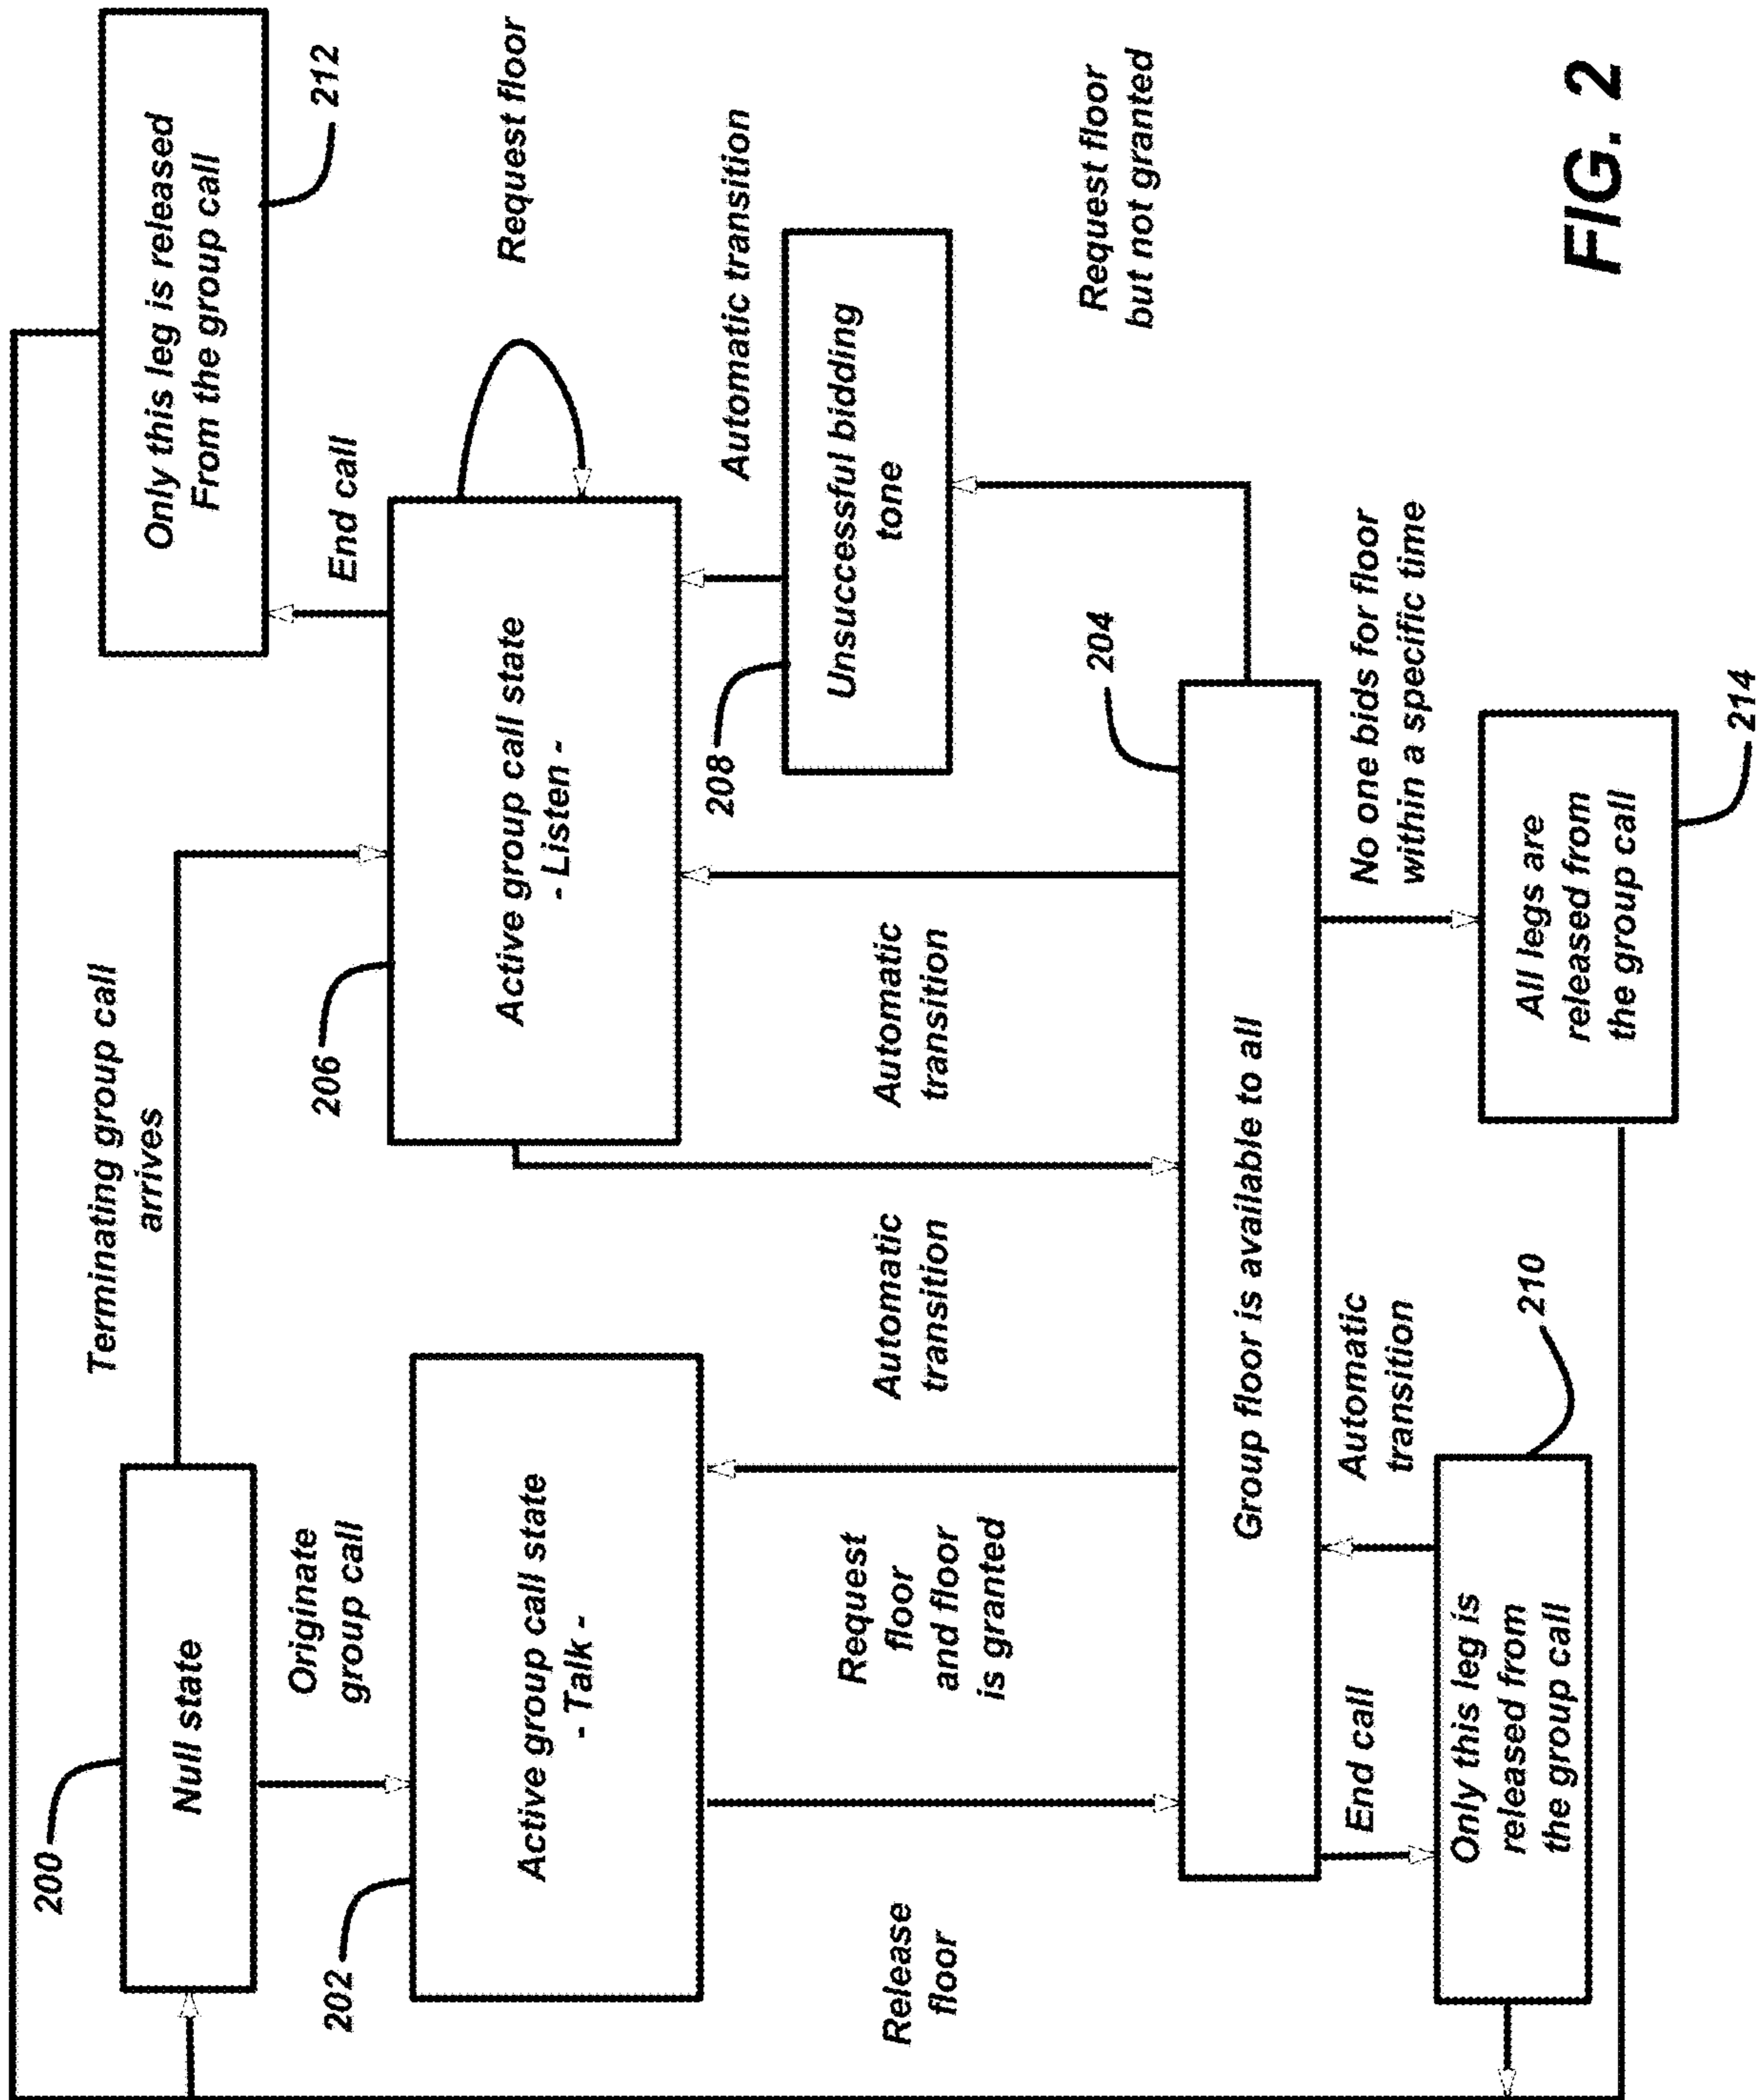 200
Null state
Terminating group call
arrives
Only this leg is released
From the group call
212
Originate
group call
End call
Request floor
202
Active group call state
- Talk -
206
Active group call state
- Listen -
Automatic transition
208
Unsuccessful bidding
tone
Release
floor
Request
floor
and floor
is granted
Automatic
transition
Automatic
transition
Request floor
but not granted
204
Group floor is available to all
End call
Automatic
transition
No one bids for floor
within a specific time
210
Only this leg is
released from
the group call
All legs are
released from
the group call
214
FIG. 2